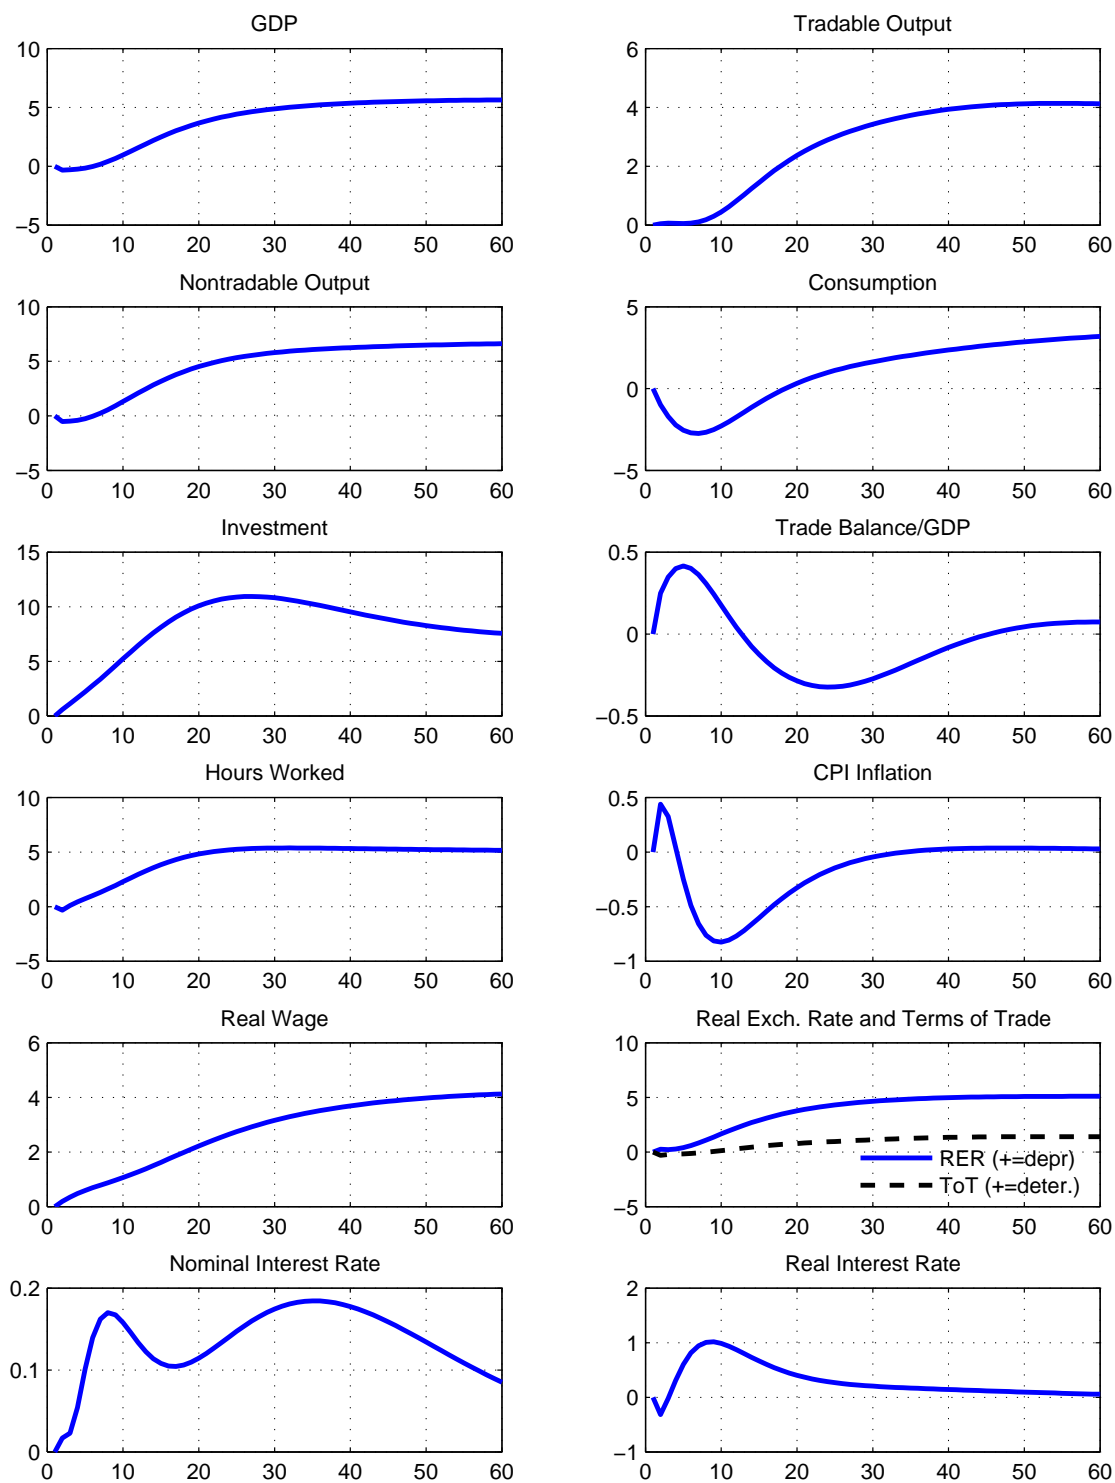 GDP
10
5
0
−5
0 10 20 30 40 50 60
Tradable Output
6
4
2
0
0 10 20 30 40 50 60
Nontradable Output
10
5
0
−5
0 10 20 30 40 50 60
Consumption
5
0
−5
0 10 20 30 40 50 60
Investment
15
10
5
0
0 10 20 30 40 50 60
Trade Balance/GDP
0.5
0
−0.5
0 10 20 30 40 50 60
Hours Worked
10
5
0
−5
0 10 20 30 40 50 60
CPI Inflation
0.5
0
−0.5
−1
0 10 20 30 40 50 60
Real Wage
6
4
2
0
0 10 20 30 40 50 60
Real Exch. Rate and Terms of Trade
10
5
0
−5
RER (+=depr)
ToT (+=deter.)
0 10 20 30 40 50 60
Nominal Interest Rate
0.2
0.1
0
0 10 20 30 40 50 60
Real Interest Rate
2
1
0
−1
0 10 20 30 40 50 60